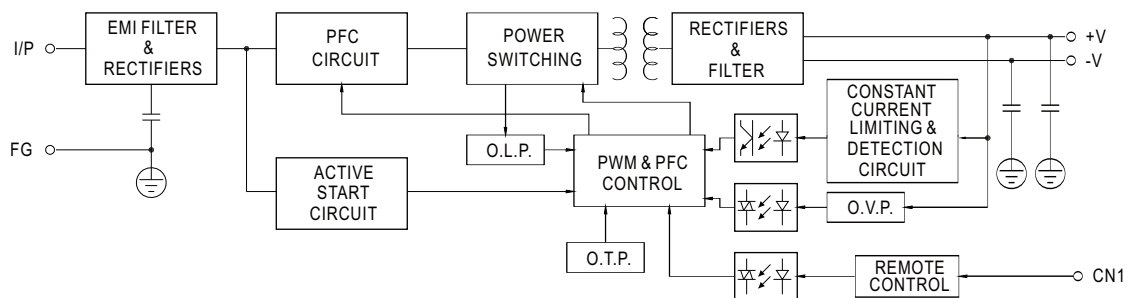 I/P
EMI FILTER
&
RECTIFIERS
PFC
CIRCUIT
POWER
SWITCHING
RECTIFIERS
&
FILTER
+V
-V
FG
O.L.P.
ACTIVE
START
CIRCUIT
PWM & PFC
CONTROL
O.T.P.
CONSTANT
CURRENT
LIMITING &
DETECTION
CIRCUIT
O.V.P.
REMOTE
CONTROL
CN1